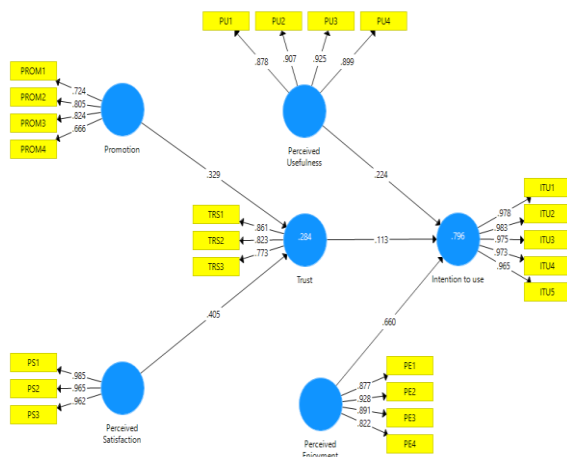 PU1 PU2 PU3 PU4
.878 .907 .925 .899
PROM1
PROM2
PROM3
PROM4
.724
.805
.824
.666
Promotion
Perceived
Usefulness
.329
.224
TRS1
TRS2
TRS3
.861
.823
.773
.284
Trust
.113
.796
Intention to use
.978
.983
.975
.973
.965
ITU1
ITU2
ITU3
ITU4
ITU5
.405
.660
PS1
PS2
PS3
.985
.965
.962
Perceived
Satisfaction
.877
.928
.891
.822
PE1
PE2
PE3
PE4
Perceived
Enjoyment